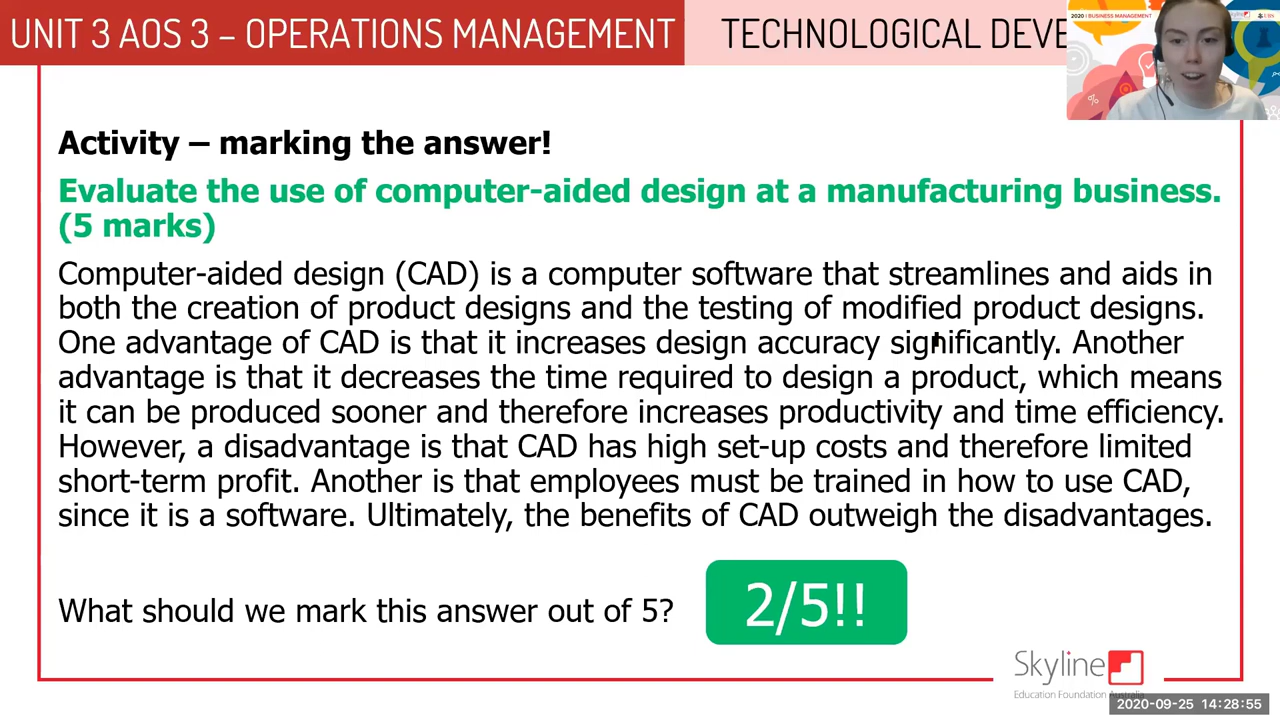 UNIT 3 AOS 3 – OPERATIONS MANAGEMENT
TECHNOLOGICAL DEVE
2020 | BUSINESS MANAGEMENT
Activity – marking the answer!
Evaluate the use of computer-aided design at a manufacturing business.
(5 marks)
Computer-aided design (CAD) is a computer software that streamlines and aids in
both the creation of product designs and the testing of modified product designs.
One advantage of CAD is that it increases design accuracy significantly. Another
advantage is that it decreases the time required to design a product, which means
it can be produced sooner and therefore increases productivity and time efficiency.
However, a disadvantage is that CAD has high set-up costs and therefore limited
short-term profit. Another is that employees must be trained in how to use CAD,
since it is a software. Ultimately, the benefits of CAD outweigh the disadvantages.
What should we mark this answer out of 5?
2/5!!
Skyline
Education Foundation Australia
2020-09-25 14:28:55